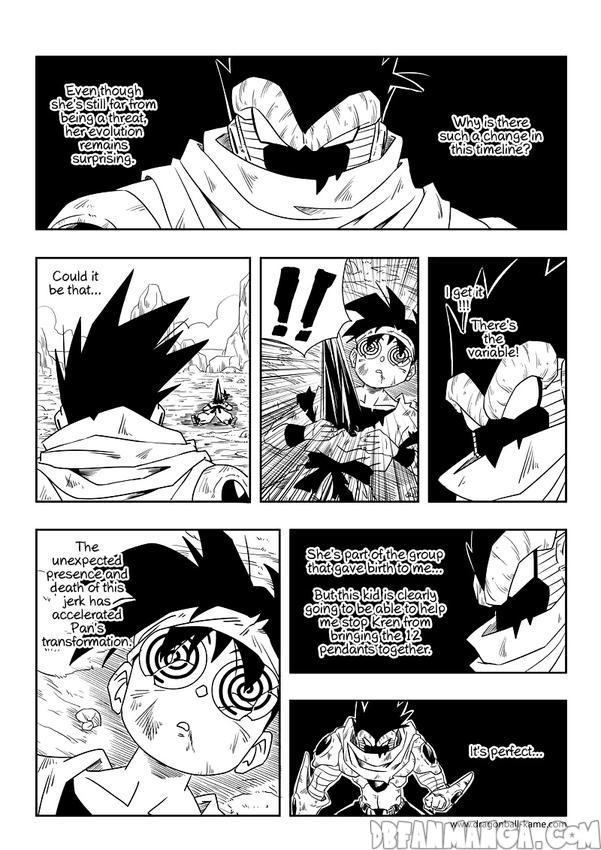 Even though
she's still far from
being a threat,
her evolution
remains
surprising.
Why is there
such a change in
this timeline?
Could it
be that...
!!
I get it
!!!
There's
the
variable!
The
unexpected
presence and
death of this
jerk has
accelerated
Pan's
transformation.
She's part of the group
that gave birth to me...
But this kid is clearly
going to be able to help
me stop Kren from
bringing the 12
pendants together.
It's perfect...
www.dragonball-kame.com
DBFANMANGA.COM